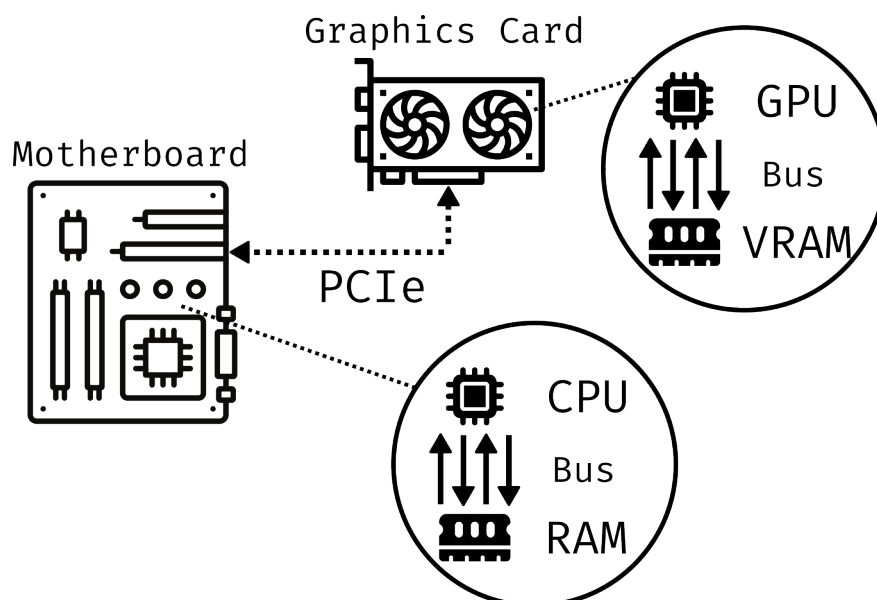 Graphics Card
GPU
Bus
VRAM
Motherboard
PCIe
CPU
Bus
RAM